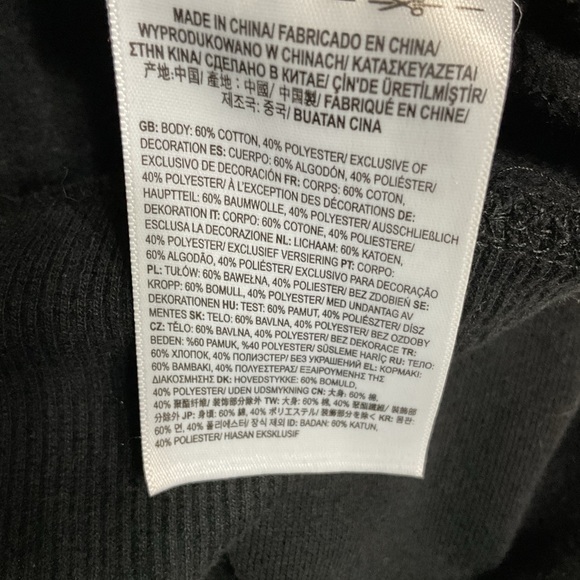 MADE IN CHINA/ FABRICADO EN CHINA/
WYPRODUKOWANO W CHINACH/ ΚΑΤΑΣΚΕΥΑΖΕΤΑΙ
ΣΤΗΝ ΚΙΝΑ/ СДЕЛАНО В КИТАЕ/ ÇİN'DE ÜRETİLMİŞTİR/
产地:中国/ 產地：中國/ 中国製/ FABRIQUÉ EN CHINE/
제조국: 중국/ BUATAN CINA
GB: BODY: 60% COTTON, 40% POLYESTER/ EXCLUSIVE OF
DECORATION ES: CUERPO: 60% ALGODÓN, 40% POLIÉSTER/
EXCLUSIVO DE DECORACIÓN FR: CORPS: 60% COTON,
40% POLYESTER/ À L'EXCEPTION DES DÉCORATIONS DE:
HAUPTTEIL: 60% BAUMWOLLE, 40% POLYESTER/ AUSSCHLIEßLICH
DEKORATION IT: CORPO: 60% COTONE, 40% POLIESTERE/
ESCLUSA LA DECORAZIONE NL: LICHAAM: 60% KATOEN,
40% POLYESTER/ EXCLUSIEF VERSIERING PT: CORPO:
60% ALGODÃO, 40% POLIÉSTER/ EXCLUSIVO PARA DECORAÇÃO
PL: TUŁÓW: 60% BAWEŁNA, 40% POLIESTER/ BEZ ZDOBIEŃ SE:
KROPP: 60% BOMULL, 40% POLYESTER/ MED UNDANTAG AV
DEKORATIONEN HU: TEST: 60% PAMUT, 40% POLIÉSZTER/ DÍSZ
MENTES SK: TELO: 60% BAVLNA, 40% POLYESTER/ BEZ OZDOBY
CZ: TĚLO: 60% BAVLNA, 40% POLYESTER/ BEZ DEKORACE TR:
BEDEN: %60 PAMUK, %40 POLYESTER/ SÜSLEME HARİÇ RU: ТЕЛО:
60% ХЛОПОК, 40% ПОЛИЭСТЕР/ БЕЗ УКРАШЕНИЙ EL: ΚΟΡΜΑΚΙ:
60% ΒΑΜΒΑΚΙ, 40% ΠΟΛΥΕΣΤΕΡΑΣ/ ΕΞΑΙΡΟΥΜΕΝΗΣ ΤΗΣ
ΔΙΑΚΟΣΜΗΣΗΣ DK: HOVEDSTYKKE: 60% BOMULD,
40% POLYESTER/ UDEN UDSMYKNING CN: 大身: 60% 棉,
40% 聚酯纤维/ 装饰部分除外 TW: 大身: 60% 棉, 40% 聚酯纖維/ 裝飾部
分除外 JP: 身頃: 60% 綿, 40% ポリエステル/ 装飾部分を除く KR: 몸판:
60% 면, 40% 폴리에스터/ 장식 제외 ID: BADAN: 60% KATUN,
40% POLIESTER/ HIASAN EKSKLUSIF